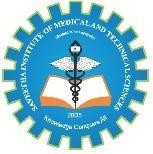 SAVEETHA INSTITUTE OF MEDICAL AND TECHNICAL SCIENCES
2005
Knowledge Conquers All